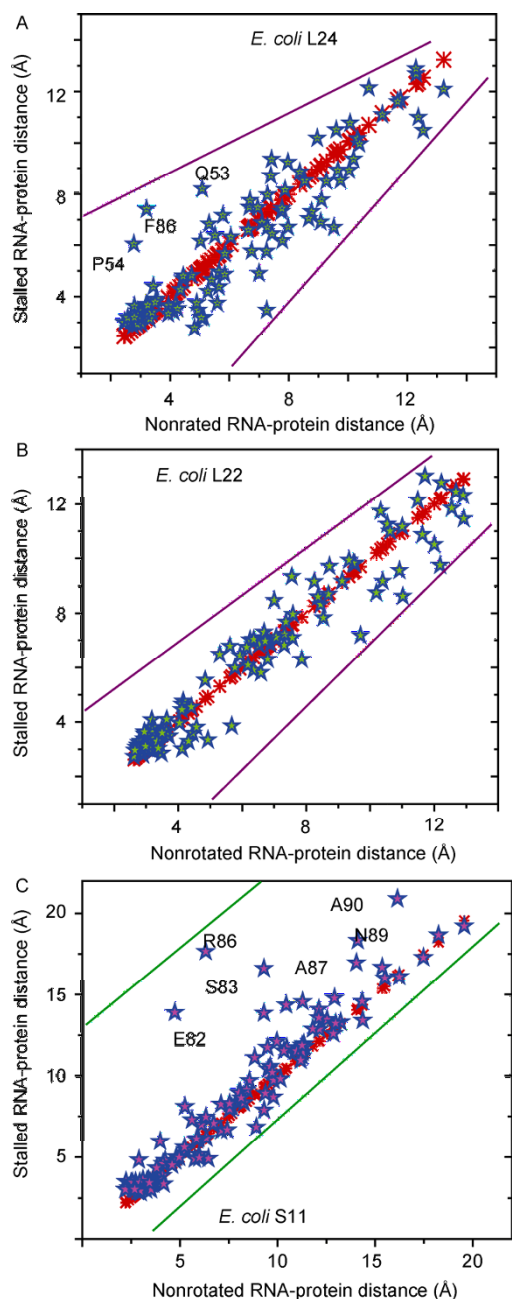 A
E. coli L24
Stalled RNA-protein distance (Å)
12
8
4
Q53
F86
P54
4
8
12
Nonrated RNA-protein distance (Å)
B
E. coli L22
Stalled RNA-protein distance (Å)
12
8
4
4
8
12
Nonrotated RNA-protein distance (Å)
C
Stalled RNA-protein distance (Å)
20
15
10
5
A90
R86
N89
S83
A87
E82
E. coli S11
5
10
15
20
Nonrotated RNA-protein distance (Å)